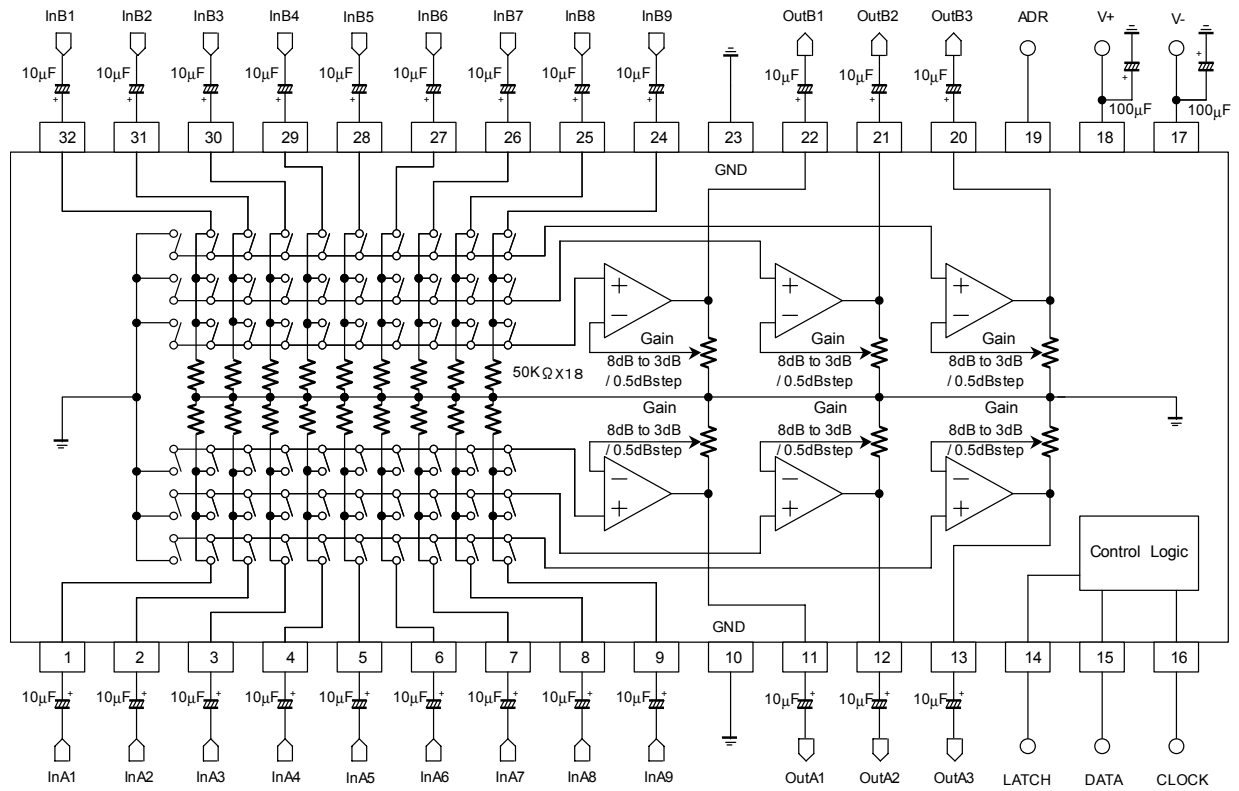 InB1 InB2 InB3 InB4 InB5 InB6 InB7 InB8 InB9 OutB1 OutB2 OutB3 ADR V+ V-
10μF 10μF 10μF 10μF 10μF 10μF 10μF 10μF 10μF 10μF 10μF 10μF 100μF 100μF
+ + + + + + + + + + + + + +
32 31 30 29 28 27 26 25 24 23 22 21 20 19 18 17
GND
+ + +
− − −
Gain Gain Gain
8dB to 3dB 8dB to 3dB 8dB to 3dB
/ 0.5dBstep / 0.5dBstep / 0.5dBstep
50KΩX18
Gain Gain Gain
8dB to 3dB 8dB to 3dB 8dB to 3dB
/ 0.5dBstep / 0.5dBstep / 0.5dBstep
− − −
+ + +
Control Logic
GND
1 2 3 4 5 6 7 8 9 10 11 12 13 14 15 16
+ + + + + + + + + + + +
10μF 10μF 10μF 10μF 10μF 10μF 10μF 10μF 10μF 10μF 10μF 10μF
InA1 InA2 InA3 InA4 InA5 InA6 InA7 InA8 InA9 OutA1 OutA2 OutA3 LATCH DATA CLOCK